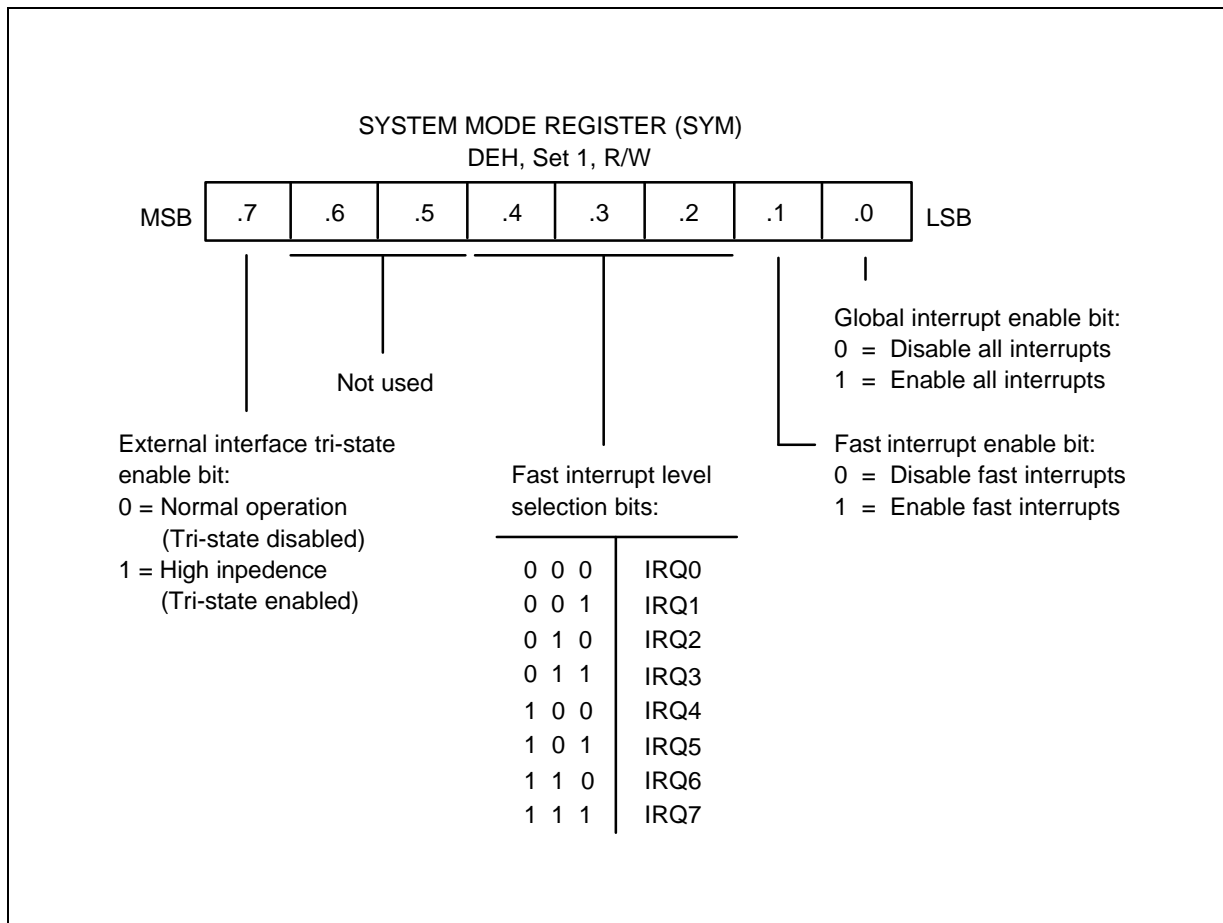 SYSTEM MODE REGISTER (SYM)
DEH, Set 1, R/W
MSB .7 .6 .5 .4 .3 .2 .1 .0 LSB
Global interrupt enable bit:
0 = Disable all interrupts
1 = Enable all interrupts
Not used
External interface tri-state
enable bit:
0 = Normal operation
(Tri-state disabled)
1 = High inpedence
(Tri-state enabled)
Fast interrupt level
selection bits:
0 0 0 IRQ0
0 0 1 IRQ1
0 1 0 IRQ2
0 1 1 IRQ3
1 0 0 IRQ4
1 0 1 IRQ5
1 1 0 IRQ6
1 1 1 IRQ7
Fast interrupt enable bit:
0 = Disable fast interrupts
1 = Enable fast interrupts